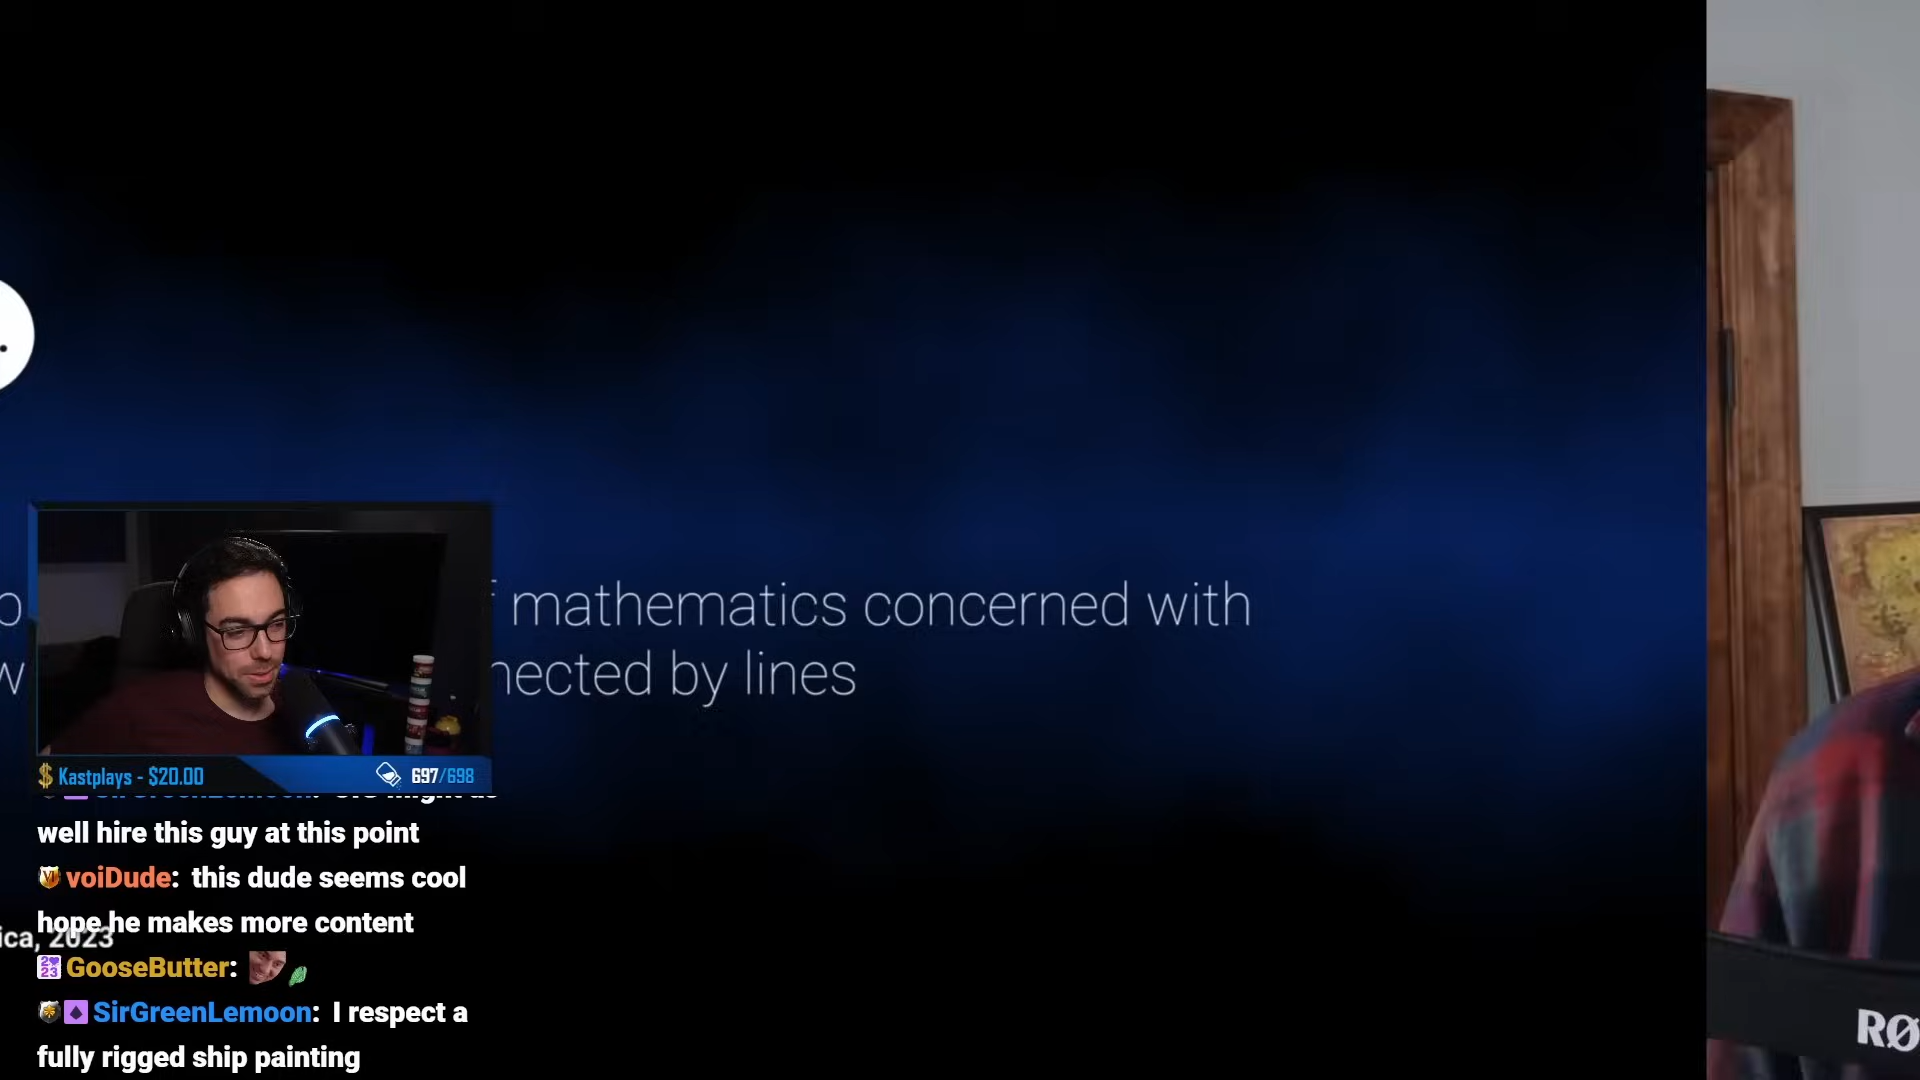 mathematics concerned with
nected by lines
ica, 2023
$ Kastplays - $20.00
697/698
well hire this guy at this point
voiDude: this dude seems cool
hope he makes more content
GooseButter:
SirGreenLemoon: I respect a
fully rigged ship painting
RØ